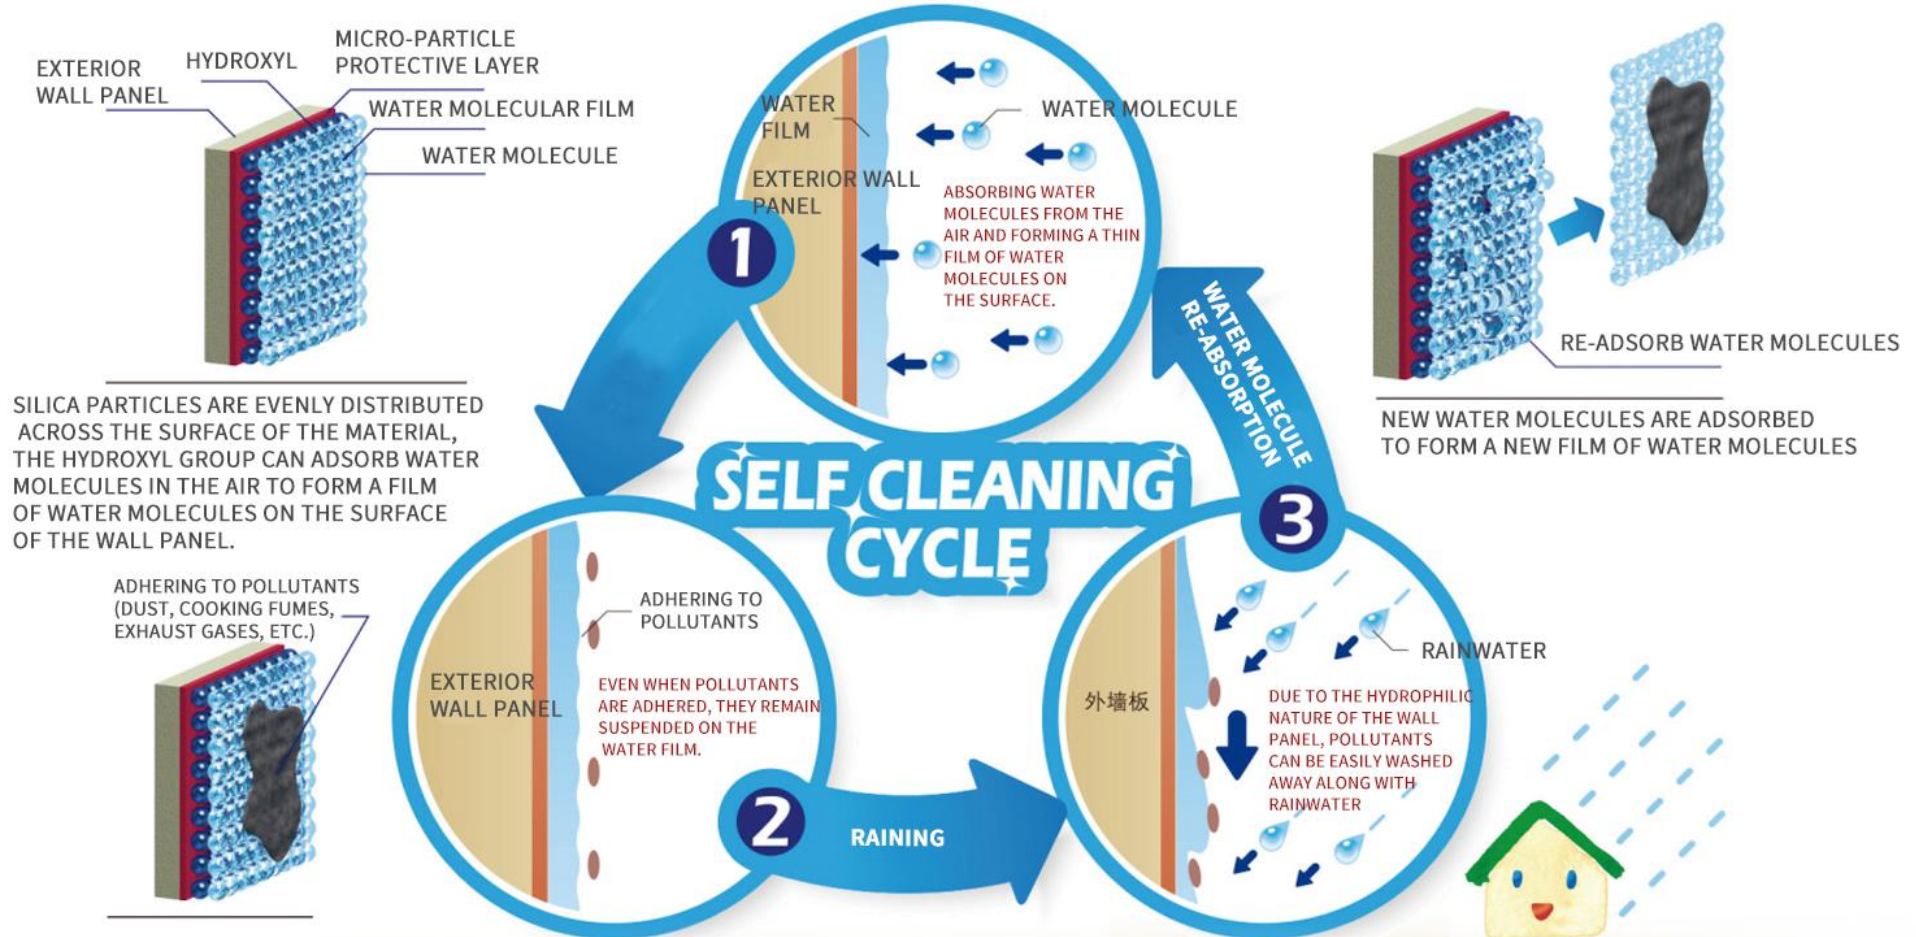 EXTERIOR
WALL PANEL
HYDROXYL
MICRO-PARTICLE
PROTECTIVE LAYER
WATER MOLECULAR FILM
WATER MOLECULE
SILICA PARTICLES ARE EVENLY DISTRIBUTED
ACROSS THE SURFACE OF THE MATERIAL,
THE HYDROXYL GROUP CAN ADSORB WATER
MOLECULES IN THE AIR TO FORM A FILM
OF WATER MOLECULES ON THE SURFACE
OF THE WALL PANEL.
1
WATER
FILM
WATER MOLECULE
EXTERIOR WALL
PANEL
ABSORBING WATER
MOLECULES FROM THE
AIR AND FORMING A THIN
FILM OF WATER
MOLECULES ON
THE SURFACE.
RE-ADSORB WATER MOLECULES
NEW WATER MOLECULES ARE ADSORBED
TO FORM A NEW FILM OF WATER MOLECULES
WATER MOLECULE
RE-ABSORPTION
SELF CLEANING
CYCLE
ADHERING TO POLLUTANTS
(DUST, COOKING FUMES,
EXHAUST GASES, ETC.)
ADHERING TO
POLLUTANTS
EXTERIOR
WALL PANEL
EVEN WHEN POLLUTANTS
ARE ADHERED, THEY REMAIN
SUSPENDED ON THE
WATER FILM.
2
RAINING
3
RAINWATER
外墙板
DUE TO THE HYDROPHILIC
NATURE OF THE WALL
PANEL, POLLUTANTS
CAN BE EASILY WASHED
AWAY ALONG WITH
RAINWATER